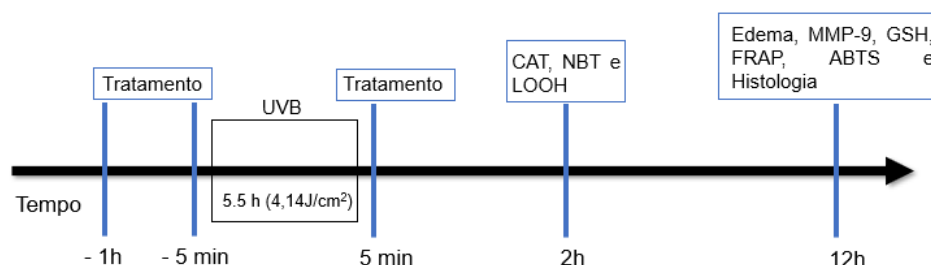 Edema, MMP-9, GSH,
FRAP, ABTS e
Histologia
CAT, NBT e
LOOH
Tratamento
Tratamento
UVB
5.5 h (4,14J/cm²)
Tempo
- 1h
- 5 min
5 min
2h
12h